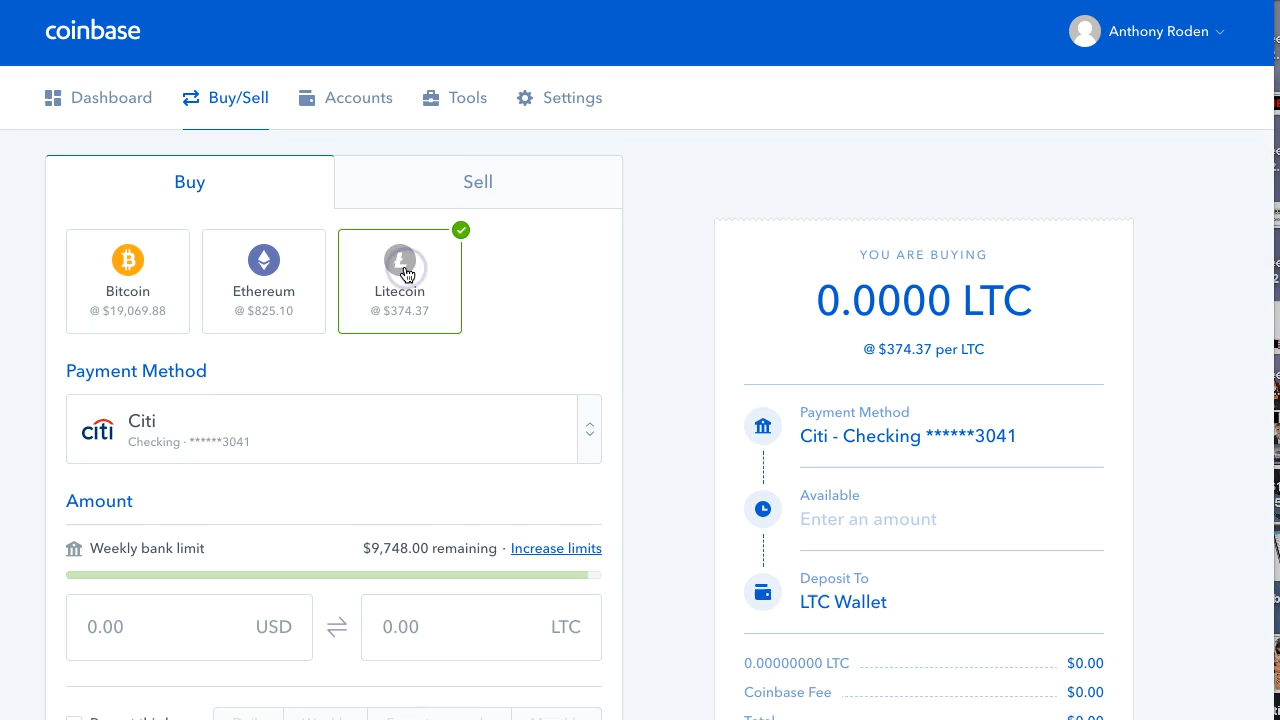 coinbase
Anthony Roden
Dashboard
Buy/Sell
Accounts
Tools
Settings
Buy
Sell
Bitcoin
@ $19,069.88
Ethereum
@ $825.10
Litecoin
@ $374.37
Payment Method
citi
Citi
Checking · ******3041
Amount
Weekly bank limit
$9,748.00 remaining · Increase limits
0.00 USD
0.00 LTC
YOU ARE BUYING
0.0000 LTC
@ $374.37 per LTC
Payment Method
Citi - Checking ******3041
Available
Enter an amount
Deposit To
LTC Wallet
0.00000000 LTC $0.00
Coinbase Fee $0.00
Total $0.00